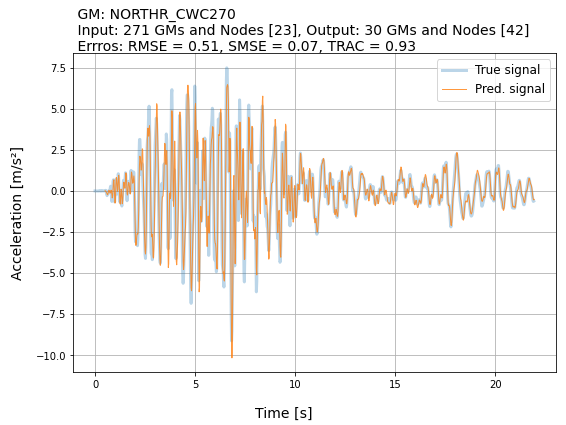 GM: NORTHR_CWC270
Input: 271 GMs and Nodes [23], Output: 30 GMs and Nodes [42]
Errros: RMSE = 0.51, SMSE = 0.07, TRAC = 0.93
True signal
Pred. signal
7.5
5.0
2.5
0.0
−2.5
−5.0
−7.5
−10.0
Acceleration [m/s²]
0 5 10 15 20
Time [s]